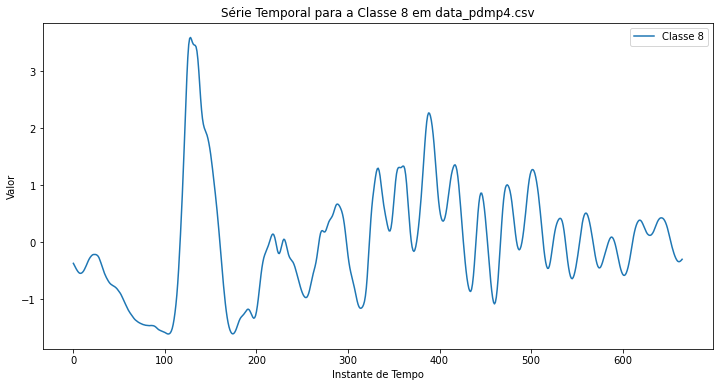 Série Temporal para a Classe 8 em data_pdmp4.csv
Classe 8
Valor
3
2
1
0
−1
0 100 200 300 400 500 600
Instante de Tempo